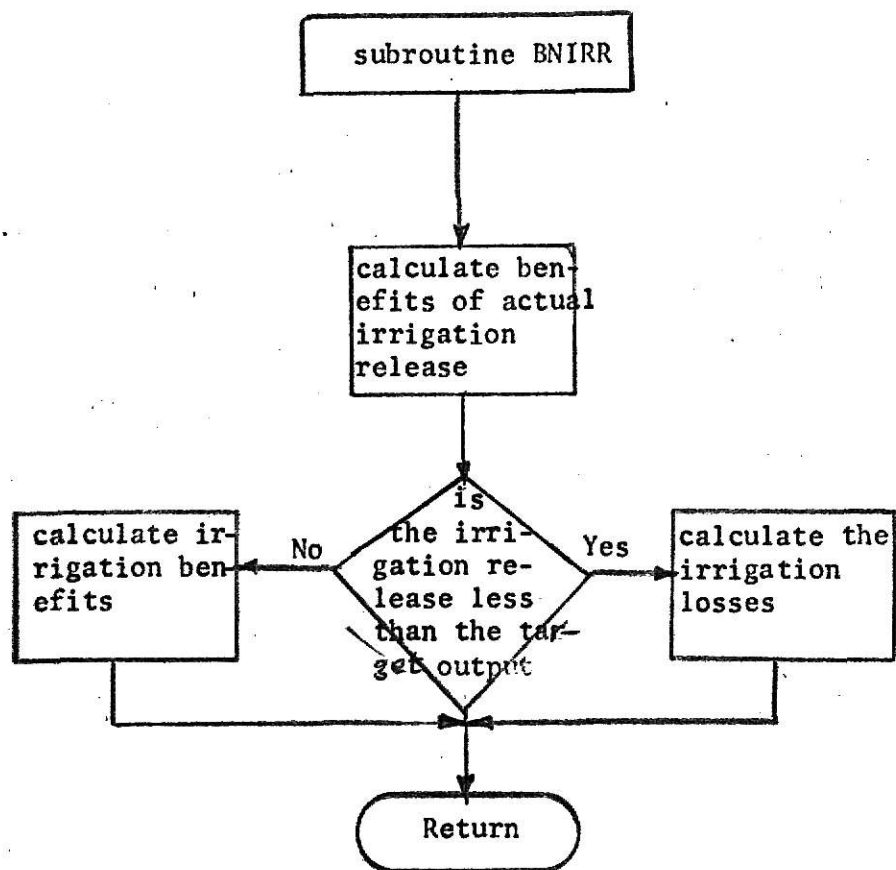 subroutine BNIRR
calculate ben-
efits of actual
irrigation
release
is
the irri-
gation re-
lease less
than the tar-
get output
No
Yes
calculate ir-
rigation ben-
efits
calculate the
irrigation
losses
Return